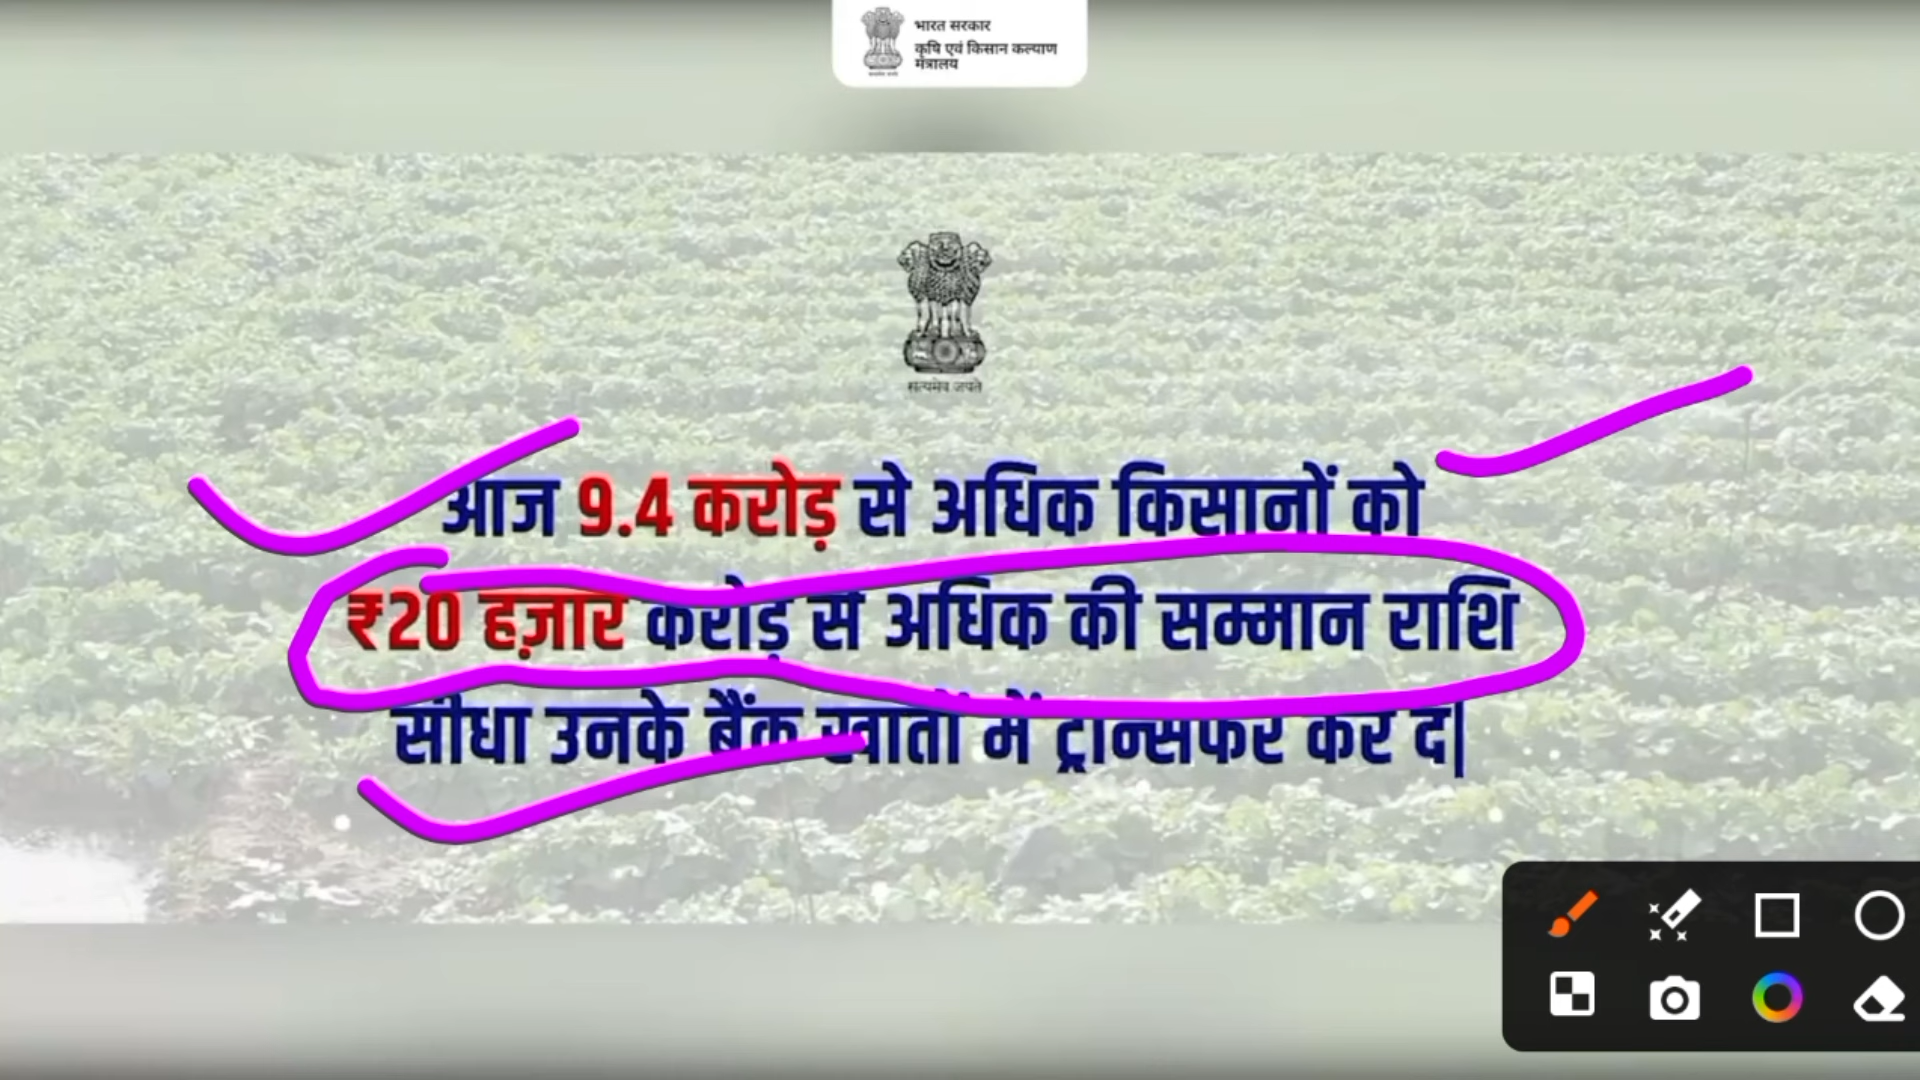 भारत सरकार
कृषि एवं किसान कल्याण
मंत्रालय
सत्यमेव जयते
आज 9.4 करोड़ से अधिक किसानों को
₹20 हज़ार करोड़ से अधिक की सम्मान राशि
सीधा उनके बैंक खातों में ट्रान्सफर कर द|